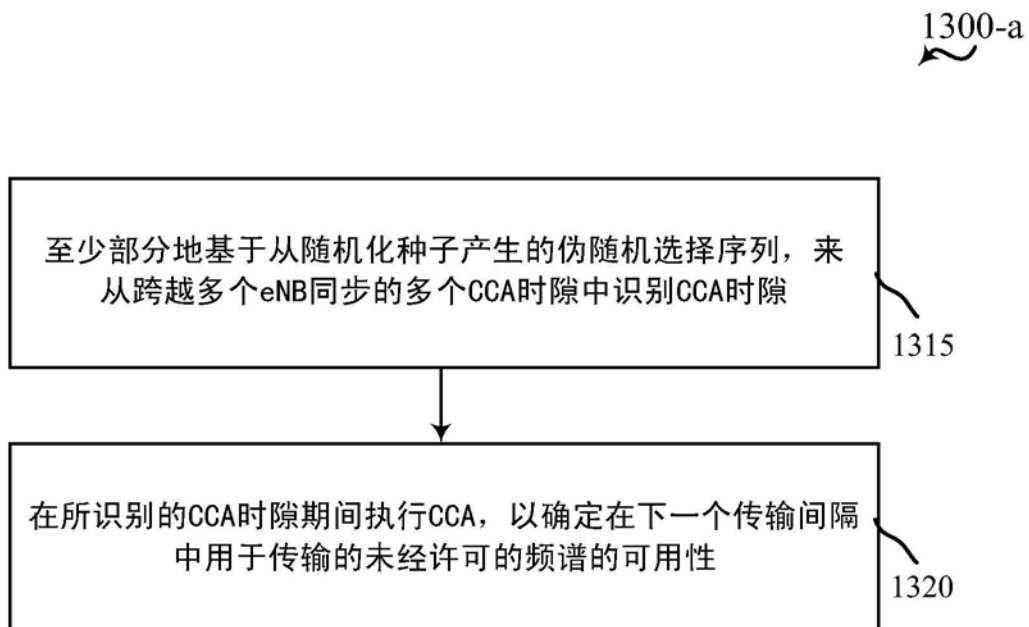 1300-a
至少部分地基于从随机化种子产生的伪随机选择序列，来
从跨越多个eNB同步的多个CCA时隙中识别CCA时隙
1315
在所识别的CCA时隙期间执行CCA，以确定在下一个传输间隔
中用于传输的未经许可的频谱的可用性
1320